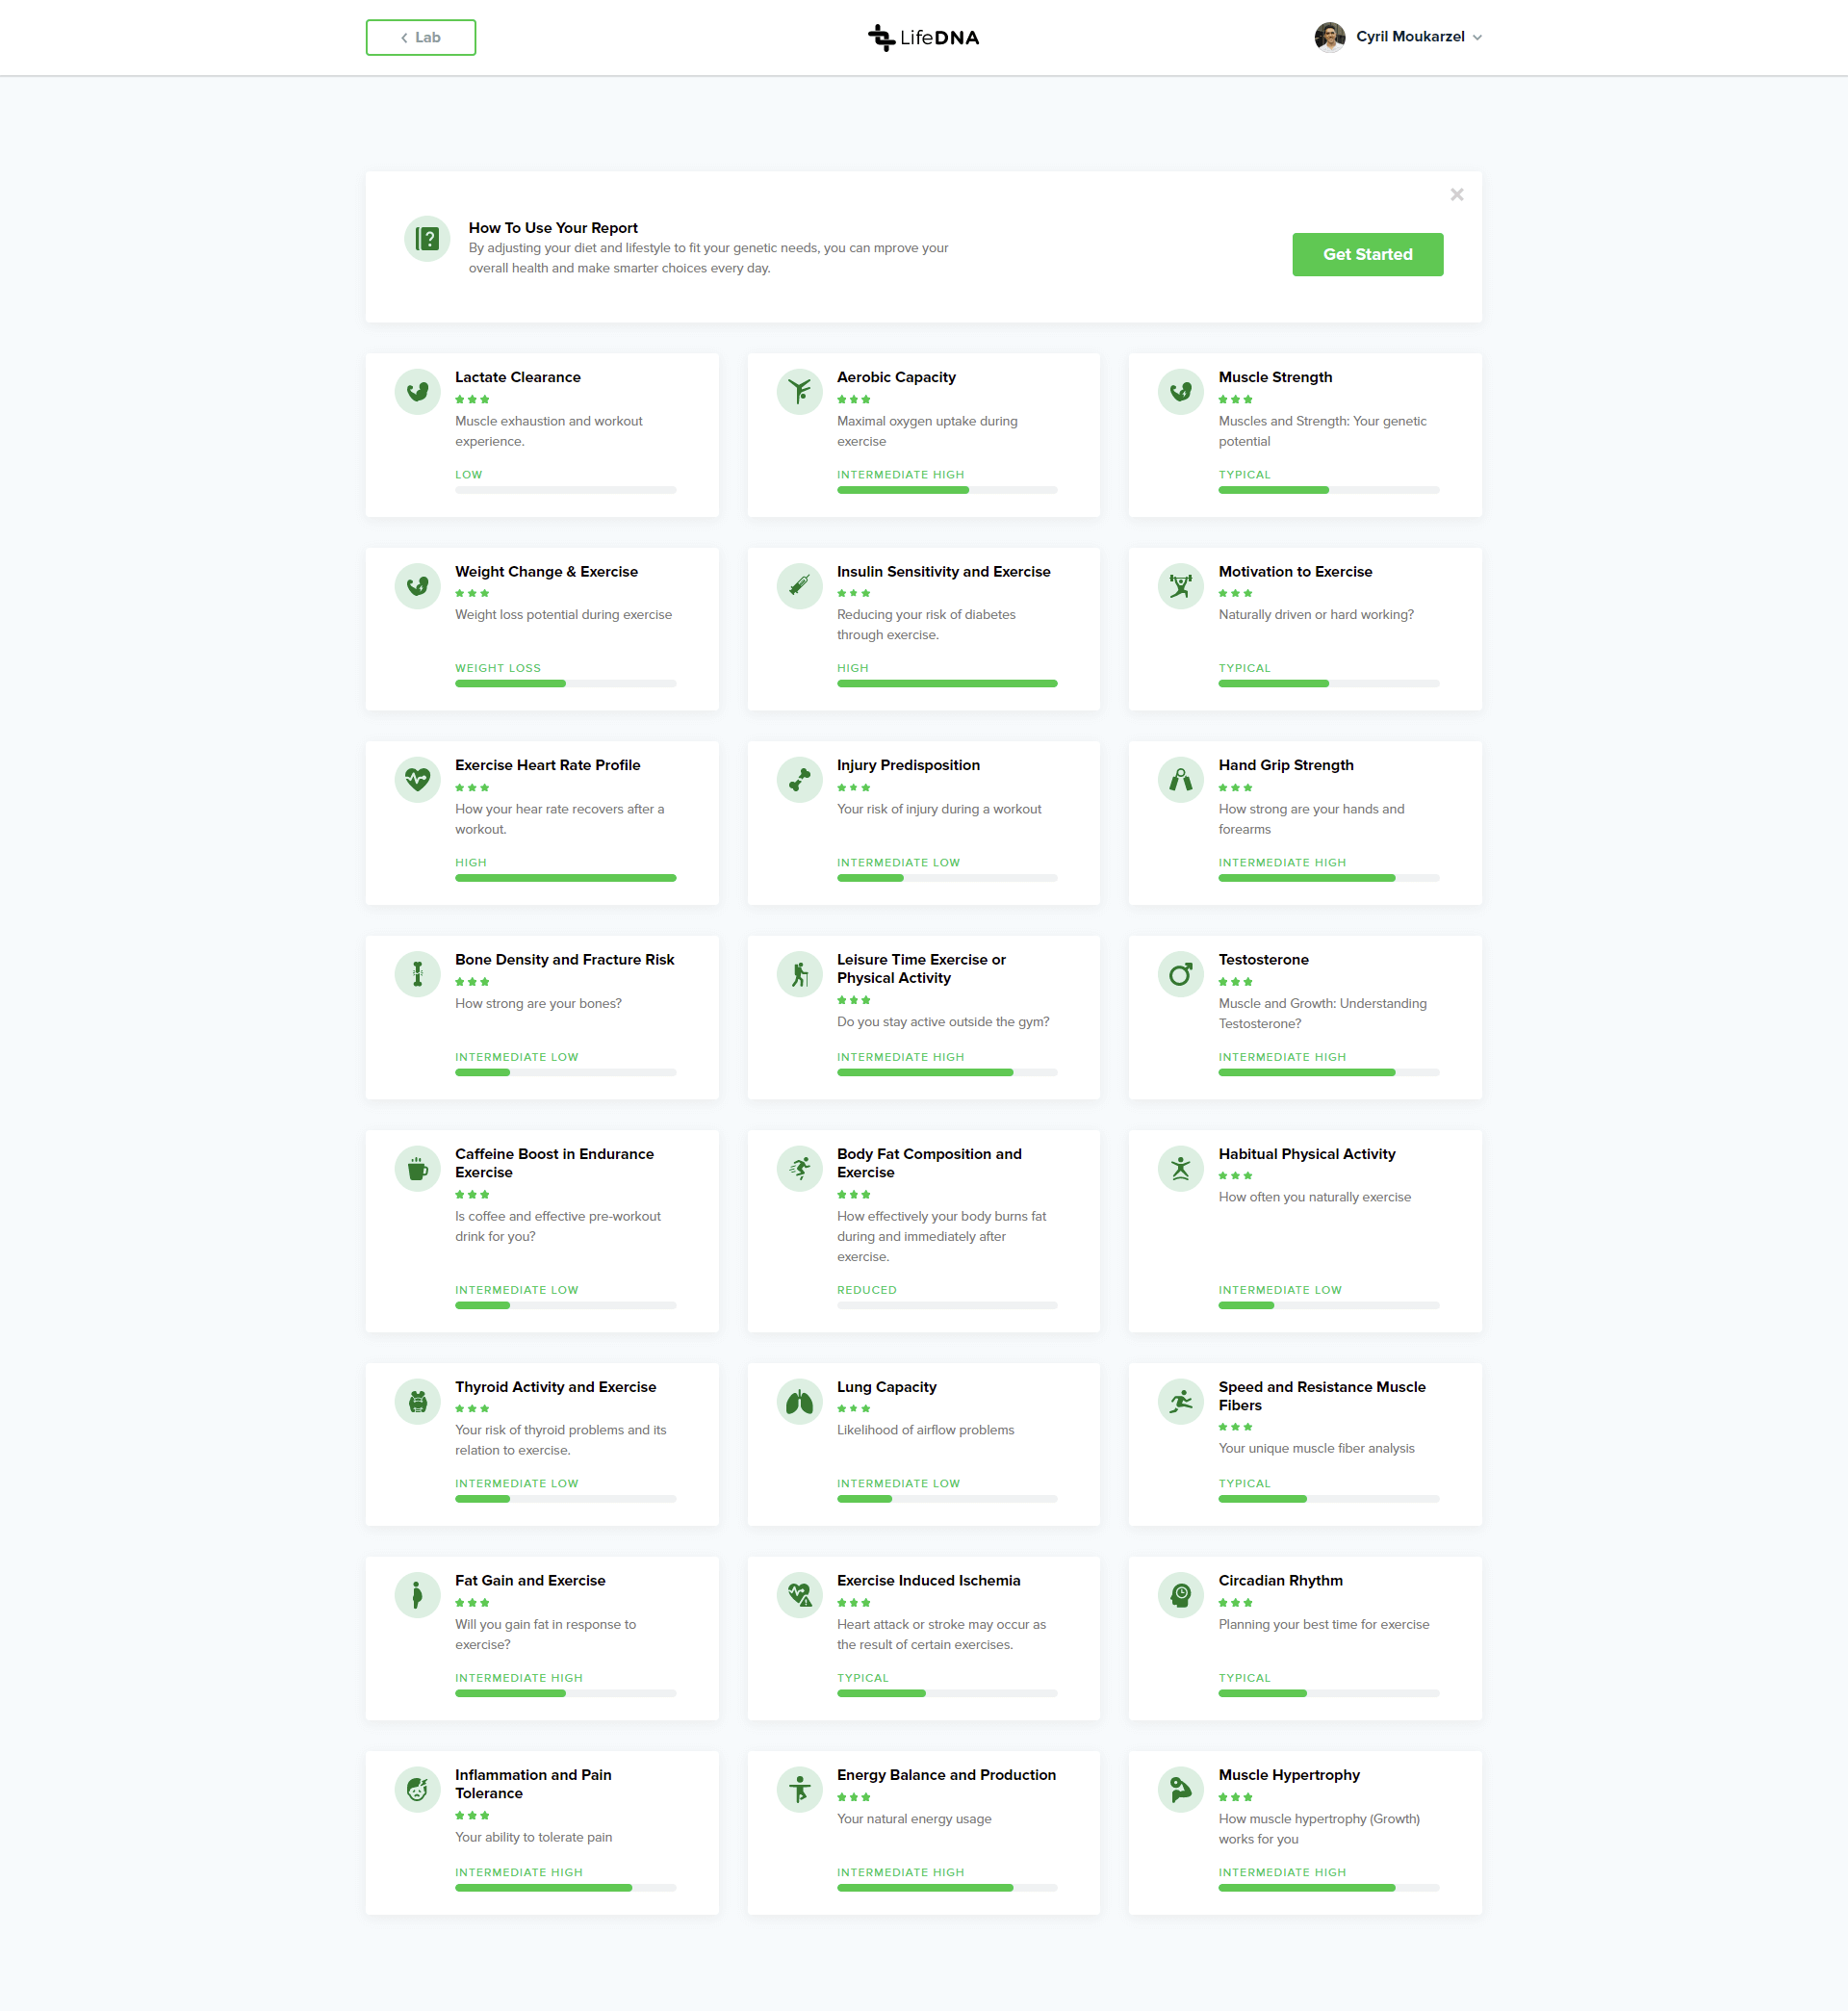 Lab
LifeDNA
Cyril Moukarzel
How To Use Your Report
By adjusting your diet and lifestyle to fit your genetic needs, you can mprove your
overall health and make smarter choices every day.
Get Started
Lactate Clearance
Muscle exhaustion and workout
experience.
LOW
Aerobic Capacity
Maximal oxygen uptake during
exercise
INTERMEDIATE HIGH
Muscle Strength
Muscles and Strength: Your genetic
potential
TYPICAL
Weight Change & Exercise
Weight loss potential during exercise
WEIGHT LOSS
Insulin Sensitivity and Exercise
Reducing your risk of diabetes
through exercise.
HIGH
Motivation to Exercise
Naturally driven or hard working?
TYPICAL
Exercise Heart Rate Profile
How your hear rate recovers after a
workout.
HIGH
Injury Predisposition
Your risk of injury during a workout
INTERMEDIATE LOW
Hand Grip Strength
How strong are your hands and
forearms
INTERMEDIATE HIGH
Bone Density and Fracture Risk
How strong are your bones?
INTERMEDIATE LOW
Leisure Time Exercise or
Physical Activity
Do you stay active outside the gym?
INTERMEDIATE HIGH
Testosterone
Muscle and Growth: Understanding
Testosterone?
INTERMEDIATE HIGH
Caffeine Boost in Endurance
Exercise
Is coffee and effective pre-workout
drink for you?
INTERMEDIATE LOW
Body Fat Composition and
Exercise
How effectively your body burns fat
during and immediately after
exercise.
REDUCED
Habitual Physical Activity
How often you naturally exercise
INTERMEDIATE LOW
Thyroid Activity and Exercise
Your risk of thyroid problems and its
relation to exercise.
INTERMEDIATE LOW
Lung Capacity
Likelihood of airflow problems
INTERMEDIATE LOW
Speed and Resistance Muscle
Fibers
Your unique muscle fiber analysis
TYPICAL
Fat Gain and Exercise
Will you gain fat in response to
exercise?
INTERMEDIATE HIGH
Exercise Induced Ischemia
Heart attack or stroke may occur as
the result of certain exercises.
TYPICAL
Circadian Rhythm
Planning your best time for exercise
TYPICAL
Inflammation and Pain
Tolerance
Your ability to tolerate pain
INTERMEDIATE HIGH
Energy Balance and Production
Your natural energy usage
INTERMEDIATE HIGH
Muscle Hypertrophy
How muscle hypertrophy (Growth)
works for you
INTERMEDIATE HIGH